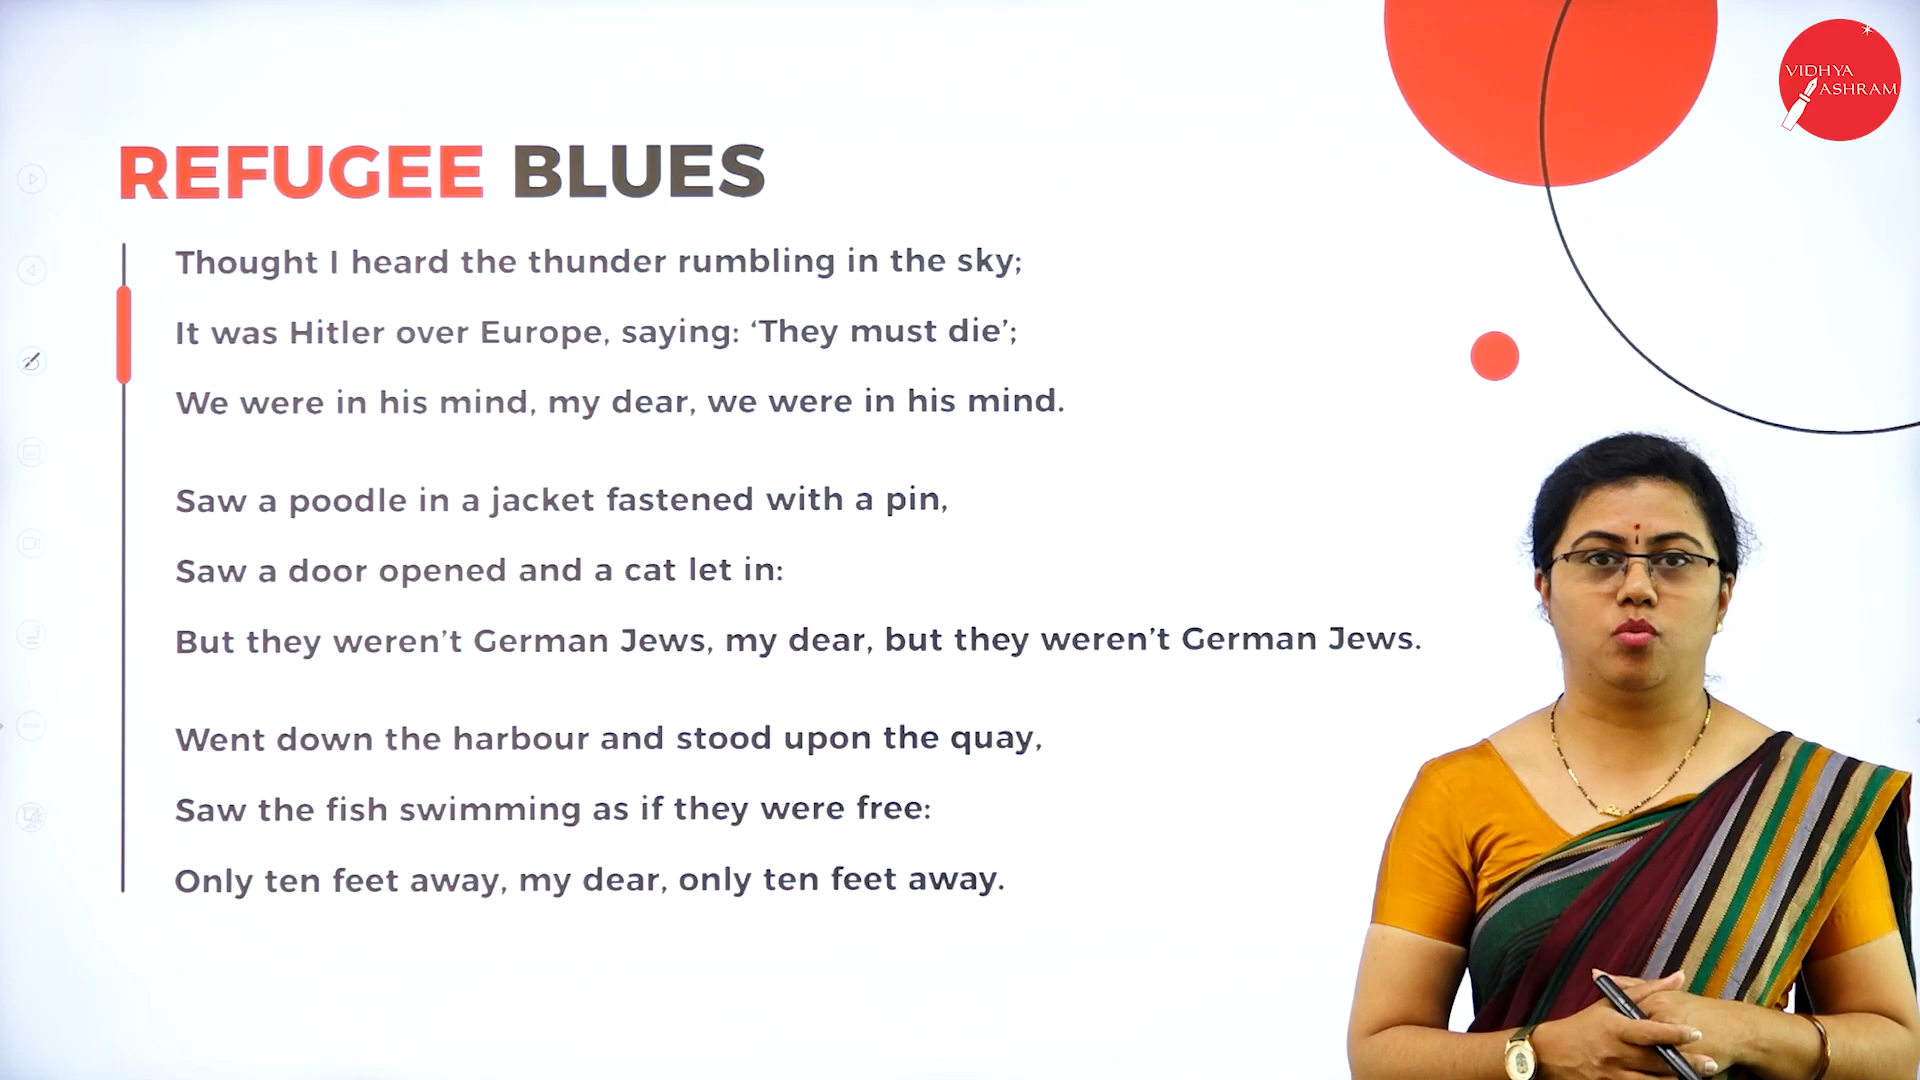 VIDHYA
ASHRAM
REFUGEE BLUES
Thought I heard the thunder rumbling in the sky;
It was Hitler over Europe, saying: ‘They must die’;
We were in his mind, my dear, we were in his mind.
Saw a poodle in a jacket fastened with a pin,
Saw a door opened and a cat let in:
But they weren’t German Jews, my dear, but they weren’t German Jews.
Went down the harbour and stood upon the quay,
Saw the fish swimming as if they were free:
Only ten feet away, my dear, only ten feet away.